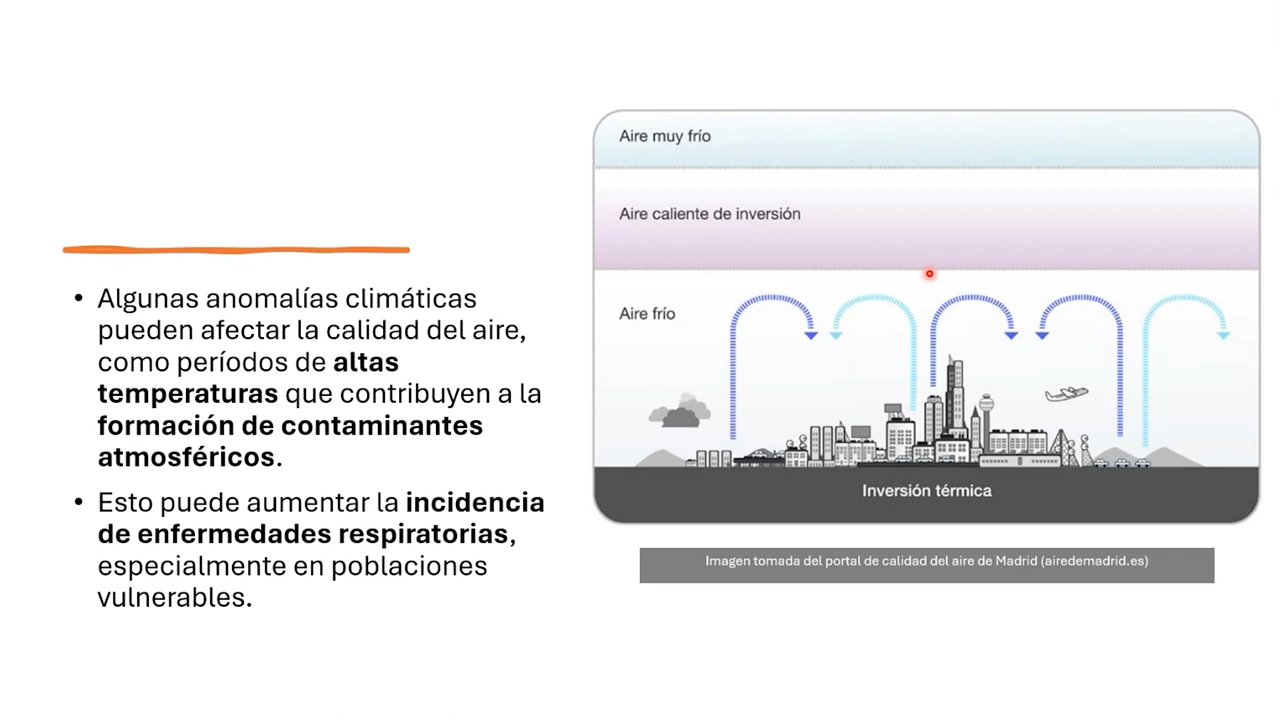 • Algunas anomalías climáticas
pueden afectar la calidad del aire,
como períodos de altas
temperaturas que contribuyen a la
formación de contaminantes
atmosféricos.
• Esto puede aumentar la incidencia
de enfermedades respiratorias,
especialmente en poblaciones
vulnerables.
Aire muy frío
Aire caliente de inversión
Aire frío
Inversión térmica
Imagen tomada del portal de calidad del aire de Madrid (airedemadrid.es)